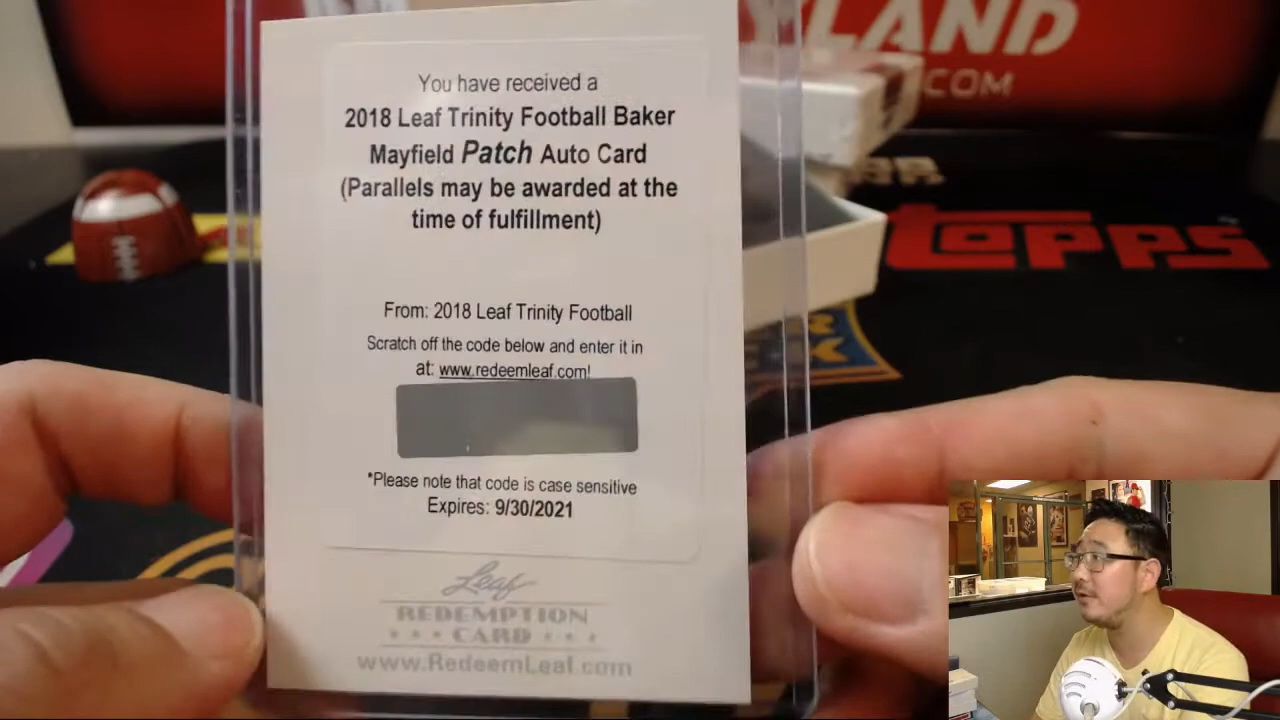 YLAND
.COM
BR
TOPPS
You have received a
2018 Leaf Trinity Football Baker
Mayfield Patch Auto Card
(Parallels may be awarded at the
time of fulfillment)
From: 2018 Leaf Trinity Football
Scratch off the code below and enter it in
at: www.redeemleaf.com!
*Please note that code is case sensitive
Expires: 9/30/2021
Leaf
REDEMPTION
CARD
www.RedeemLeaf.com